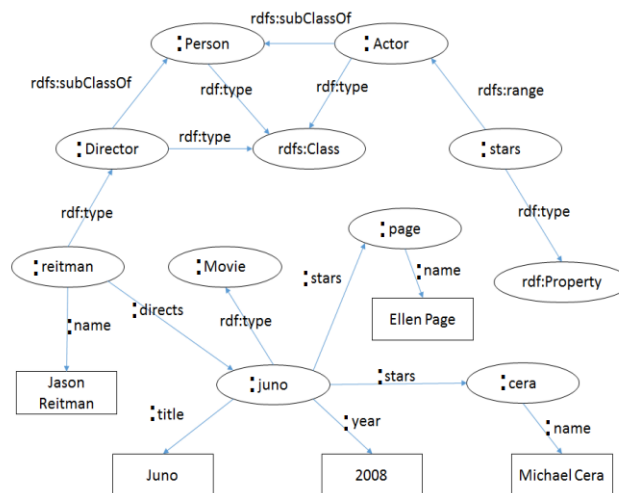 rdfs:subClassOf
:Person
:Actor
rdfs:subClassOf
rdf:type
rdf:type
rdfs:range
:Director
rdf:type
rdfs:Class
:stars
rdf:type
rdf:type
:page
:reitman
:Movie
:stars
:name
rdf:Property
:name
:directs
rdf:type
Ellen Page
Jason
Reitman
:juno
:stars
:cera
:title
:year
:name
Juno
2008
Michael Cera